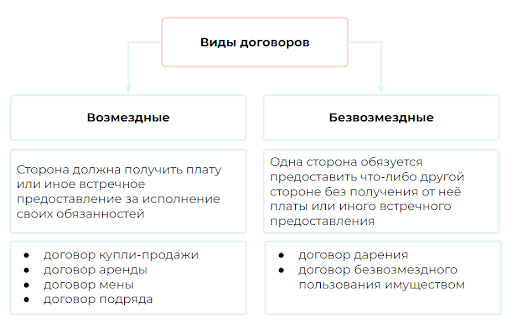 Виды договоров
Возмездные
Безвозмездные
Сторона должна получить плату
или иное встречное
предоставление за исполнение
своих обязанностей
Одна сторона обязуется
предоставить что-либо другой
стороне без получения от неё
платы или иного встречного
предоставления
● договор купли-продажи
● договор аренды
● договор мены
● договор подряда
● договор дарения
● договор безвозмездного
пользования имуществом